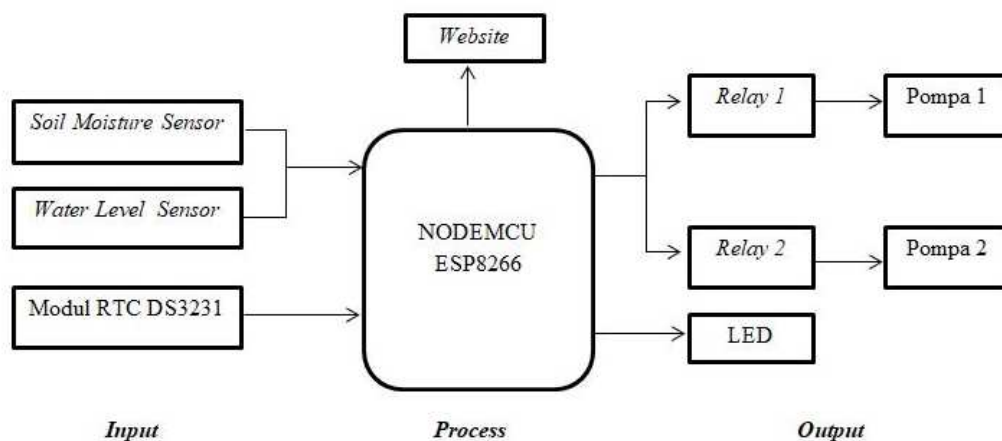 Website
Soil Moisture Sensor
Water Level Sensor
Modul RTC DS3231
NODEMCU
ESP8266
Relay 1
Pompa 1
Relay 2
Pompa 2
LED
Input
Process
Output